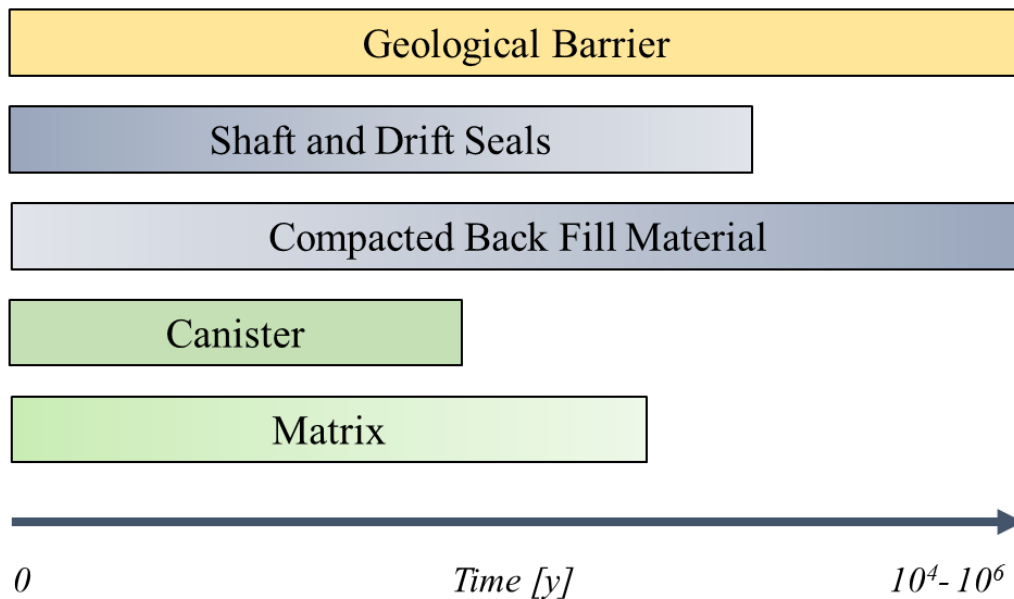 Geological Barrier
Shaft and Drift Seals
Compacted Back Fill Material
Canister
Matrix
0 Time [y] 10⁴- 10⁶